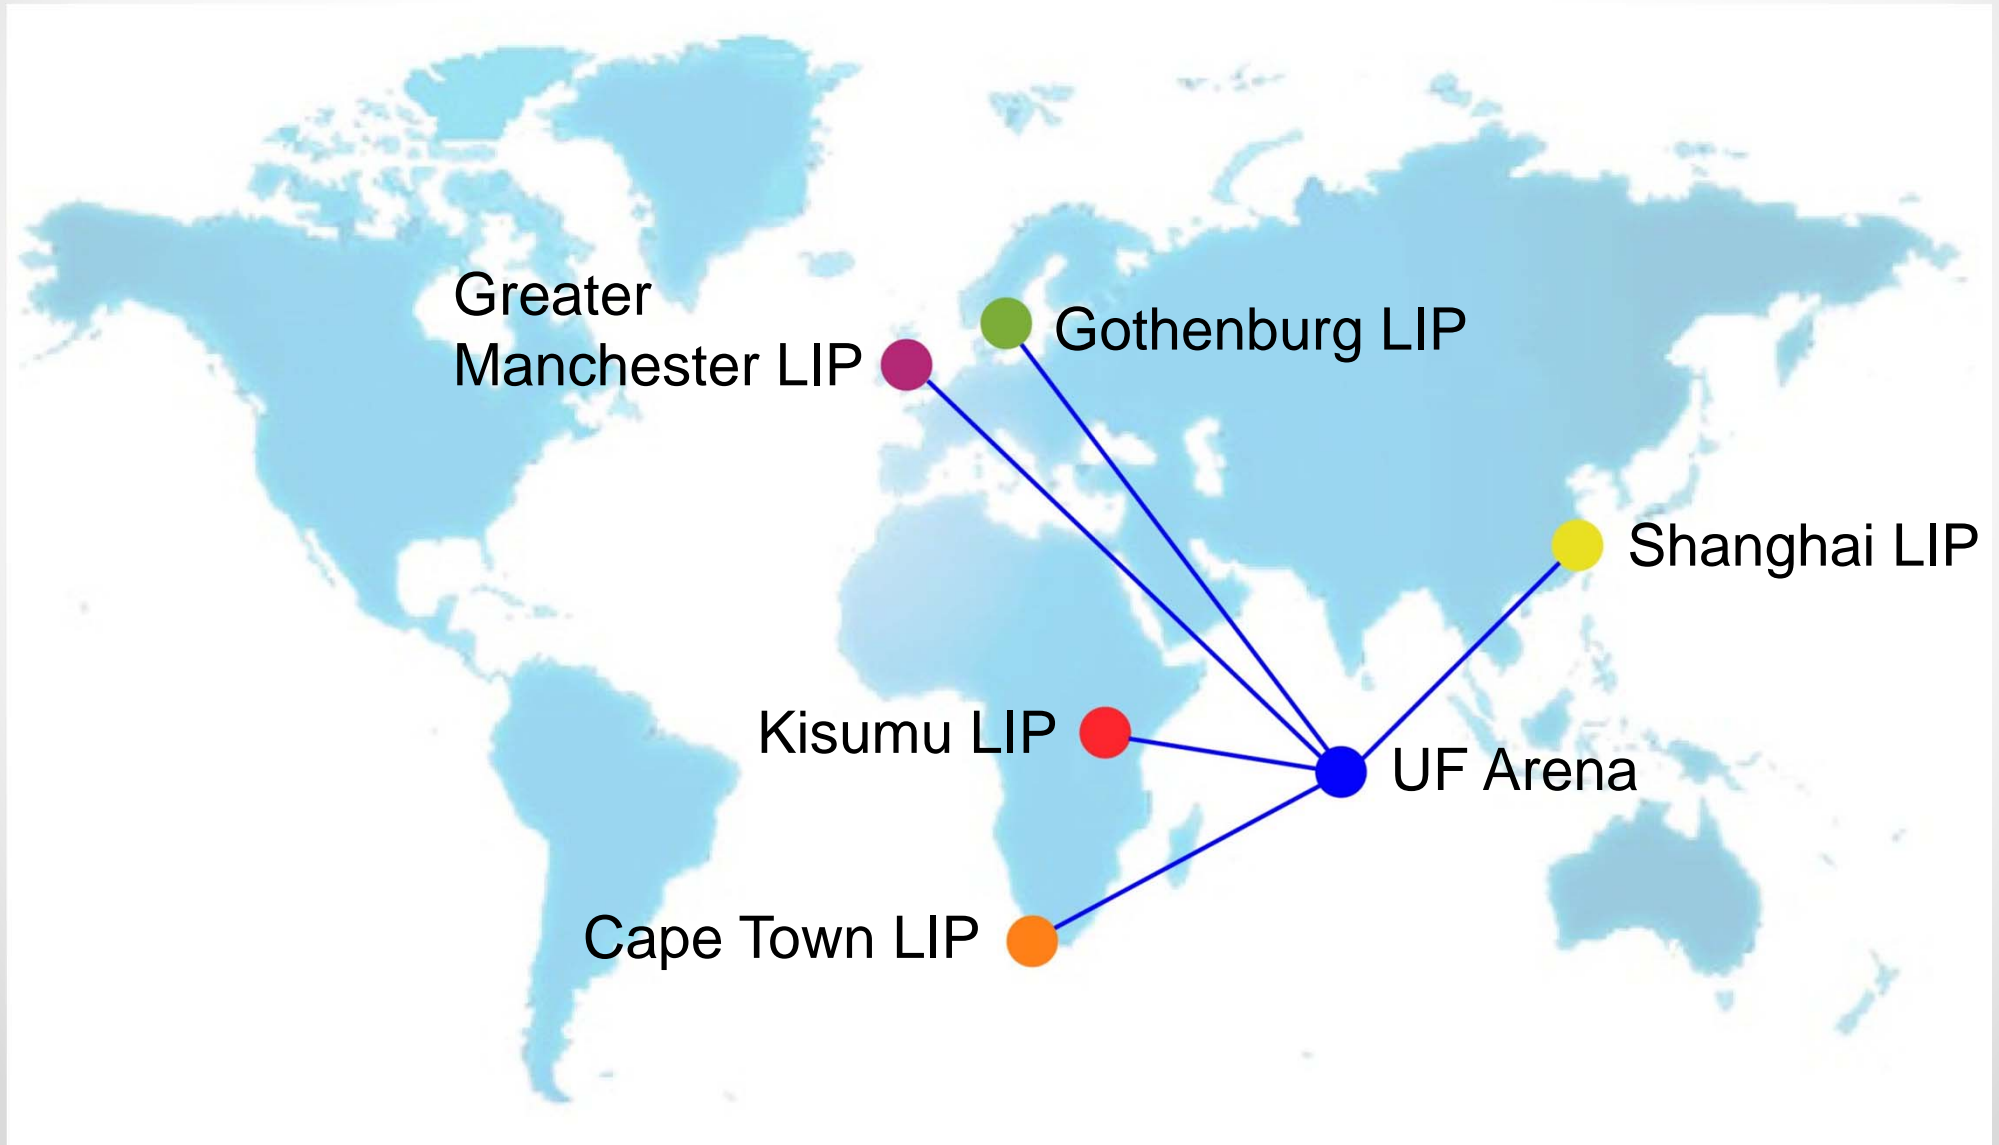 Greater
Manchester LIP
Gothenburg LIP
Shanghai LIP
Kisumu LIP
UF Arena
Cape Town LIP